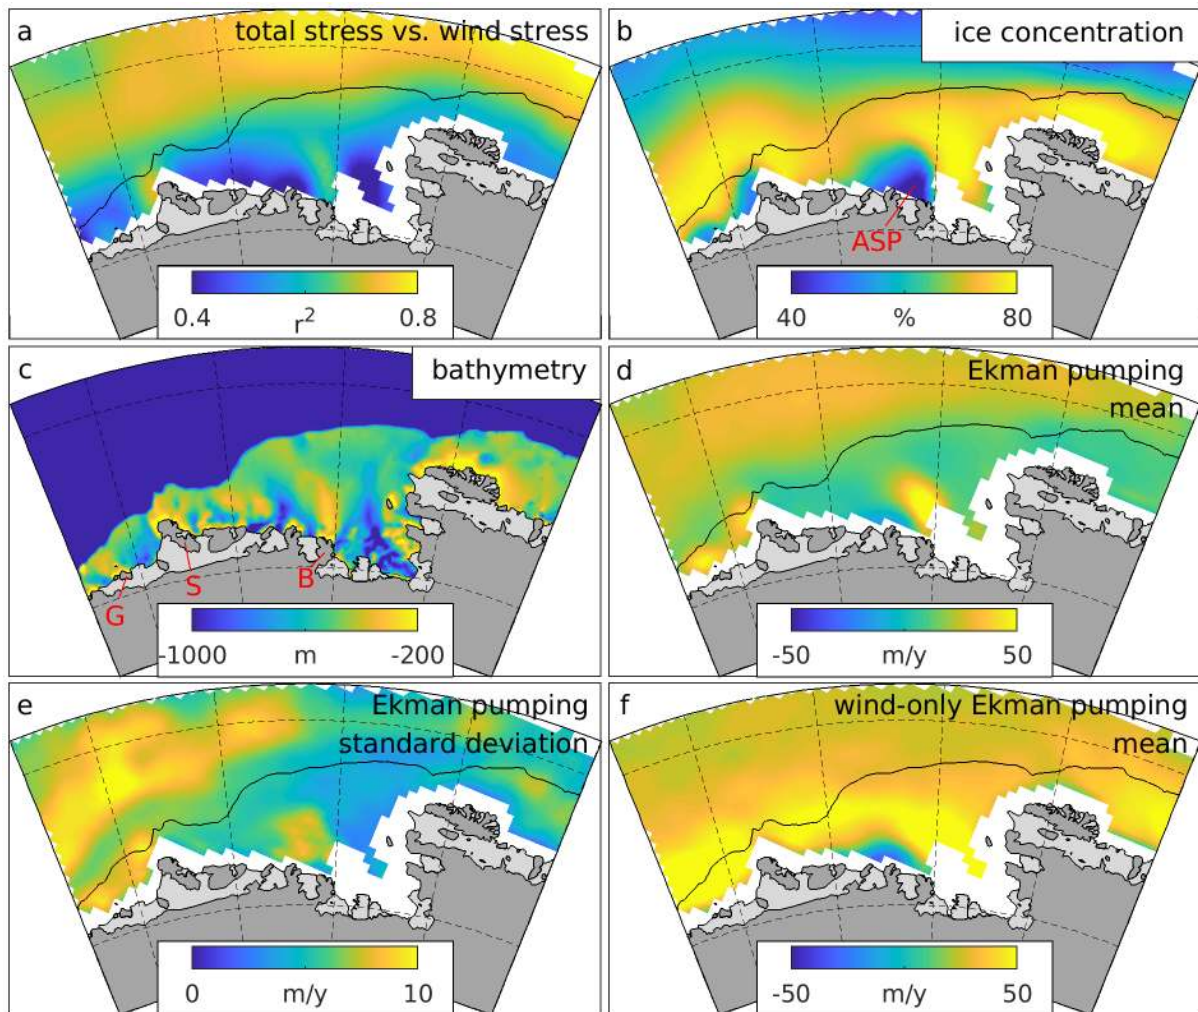 a
total stress vs. wind stress
0.4 r² 0.8
b
ice concentration
ASP
40 % 80
c
bathymetry
G
S
B
-1000 m -200
d
Ekman pumping
mean
-50 m/y 50
e
Ekman pumping
standard deviation
0 m/y 10
f
wind-only Ekman pumping
mean
-50 m/y 50